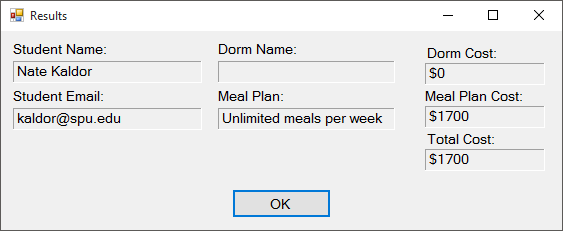 Results
Student Name:
Nate Kaldor
Student Email:
kaldor@spu.edu
Dorm Name:
Meal Plan:
Unlimited meals per week
Dorm Cost:
$0
Meal Plan Cost:
$1700
Total Cost:
$1700
OK